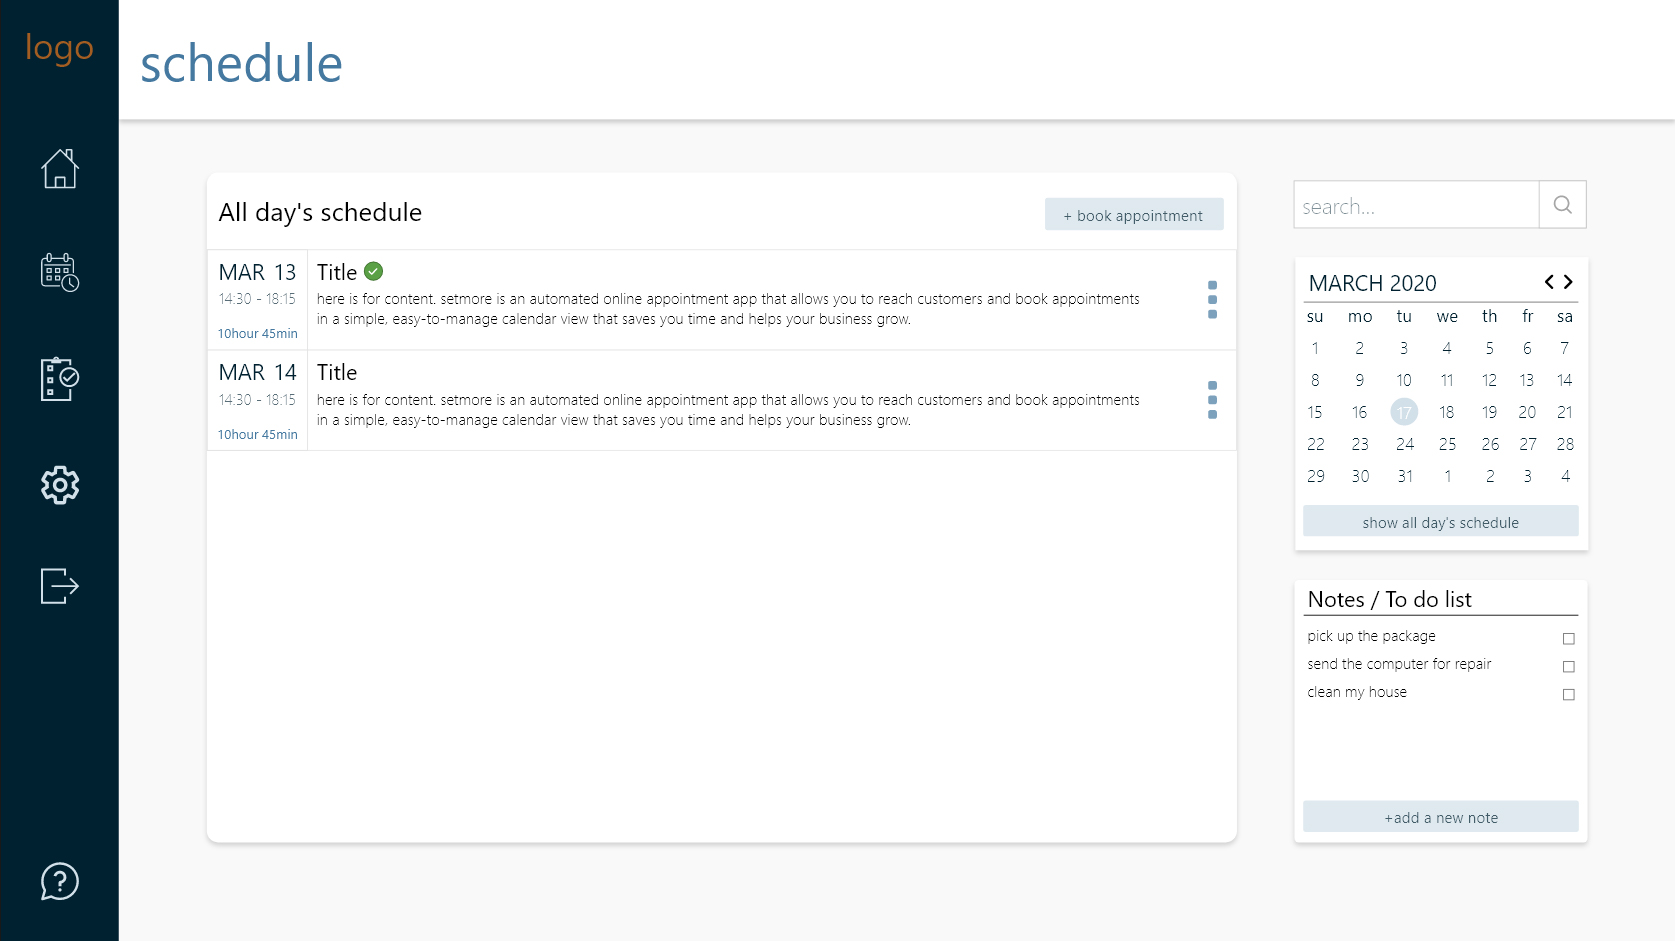 logo
schedule
All day's schedule
+ book appointment
MAR 13
14:30 - 18:15
10hour 45min
Title
here is for content. setmore is an automated online appointment app that allows you to reach customers and book appointments
in a simple, easy-to-manage calendar view that saves you time and helps your business grow.
MAR 14
14:30 - 18:15
10hour 45min
Title
here is for content. setmore is an automated online appointment app that allows you to reach customers and book appointments
in a simple, easy-to-manage calendar view that saves you time and helps your business grow.
search...
MARCH 2020
su mo tu we th fr sa
1 2 3 4 5 6 7
8 9 10 11 12 13 14
15 16 17 18 19 20 21
22 23 24 25 26 27 28
29 30 31 1 2 3 4
show all day's schedule
Notes / To do list
pick up the package
send the computer for repair
clean my house
+add a new note